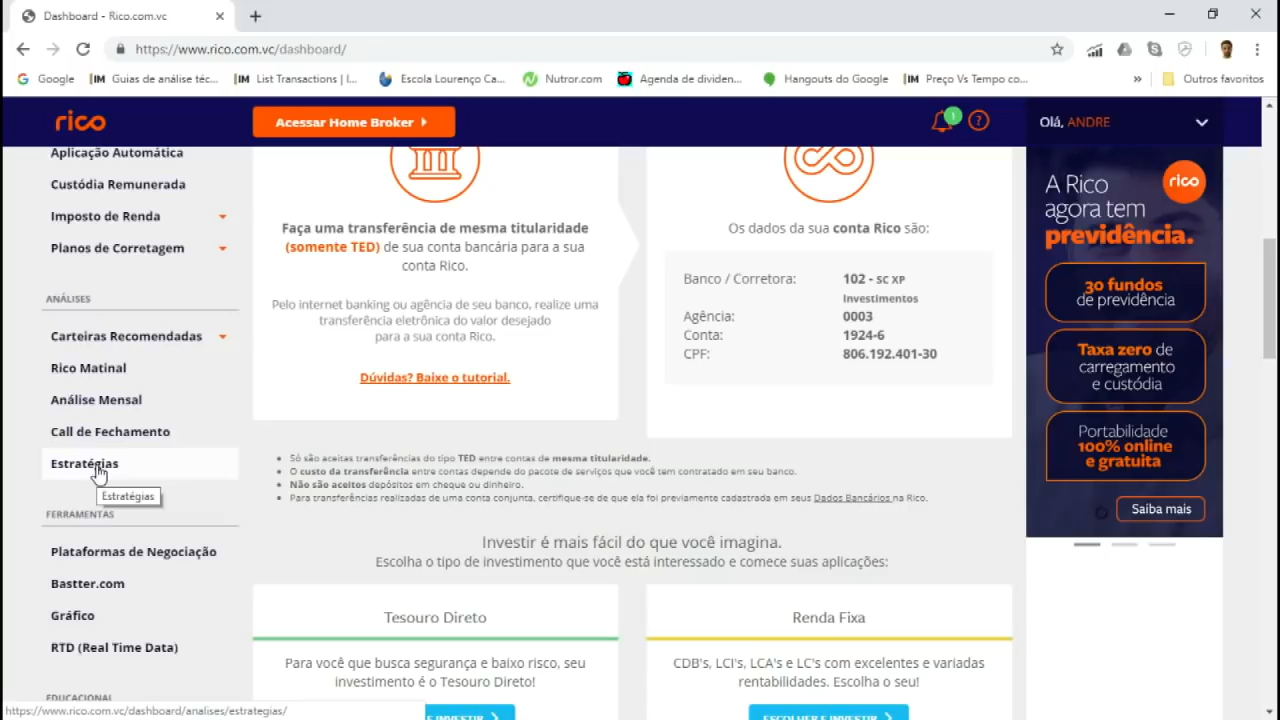 Dashboard - Rico.com.vc
https://www.rico.com.vc/dashboard/
Google
Guias de análise téc...
List Transactions | I...
Escola Lourenço Ca...
Nutror.com
Agenda de dividen...
Hangouts do Google
Preço Vs Tempo co...
»
Outros favoritos
rico
Acessar Home Broker
1
?
Olá, ANDRE
Aplicação Automática
Custódia Remunerada
Imposto de Renda
Planos de Corretagem
ANÁLISES
Carteiras Recomendadas
Rico Matinal
Análise Mensal
Call de Fechamento
Estratégias
Estratégias
FERRAMENTAS
Plataformas de Negociação
Bastter.com
Gráfico
RTD (Real Time Data)
EDUCACIONAL
https://www.rico.com.vc/dashboard/analises/estrategias/
Faça uma transferência de mesma titularidade
(somente TED) de sua conta bancária para a sua
conta Rico.
Pelo internet banking ou agência de seu banco, realize uma
transferência eletrônica do valor desejado
para a sua conta Rico.
Dúvidas? Baixe o tutorial.
Os dados da sua conta Rico são:
Banco / Corretora: 102 - SC XP
Investimentos
Agência: 0003
Conta: 1924-6
CPF: 806.192.401-30
• Só são aceitas transferências do tipo TED entre contas de mesma titularidade.
• O custo da transferência entre contas depende do pacote de serviços que você tem contratado em seu banco.
• Não são aceitos depósitos em cheque ou dinheiro.
• Para transferências realizadas de uma conta conjunta, certifique-se de que ela foi previamente cadastrada em seus Dados Bancários na Rico.
Investir é mais fácil do que você imagina.
Escolha o tipo de investimento que você está interessado e comece suas aplicações:
Tesouro Direto
Para você que busca segurança e baixo risco, seu
investimento é o Tesouro Direto!
E INVESTIR
Renda Fixa
CDB's, LCI's, LCA's e LC's com excelentes e variadas
rentabilidades. Escolha o seu!
ESCOLHER E INVESTIR
A Rico
agora tem
previdência.
rico
30 fundos
de previdência
Taxa zero de
carregamento
e custódia
Portabilidade
100% online
e gratuita
Saiba mais